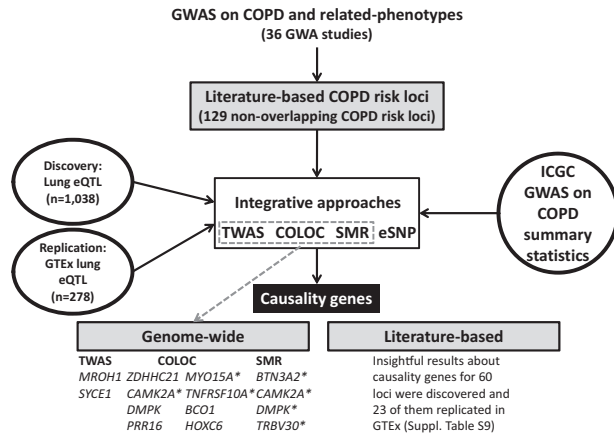 GWAS on COPD and related-phenotypes
(36 GWA studies)
Literature-based COPD risk loci
(129 non-overlapping COPD risk loci)
Discovery:
Lung eQTL
(n=1,038)
Replication:
GTEx lung
eQTL
(n=278)
Integrative approaches
TWAS COLOC SMR eSNP
ICGC
GWAS on
COPD
summary
statistics
Causality genes
Genome-wide
TWAS COLOC SMR
MROH1 ZDHHC21 MYO15A* BTN3A2*
SYCE1 CAMK2A* TNFRSF10A* CAMK2A*
DMPK BCO1 DMPK*
PRR16 HOXC6 TRBV30*
Literature-based
Insightful results about
causality genes for 60
loci were discovered and
23 of them replicated in
GTEx (Suppl. Table S9)